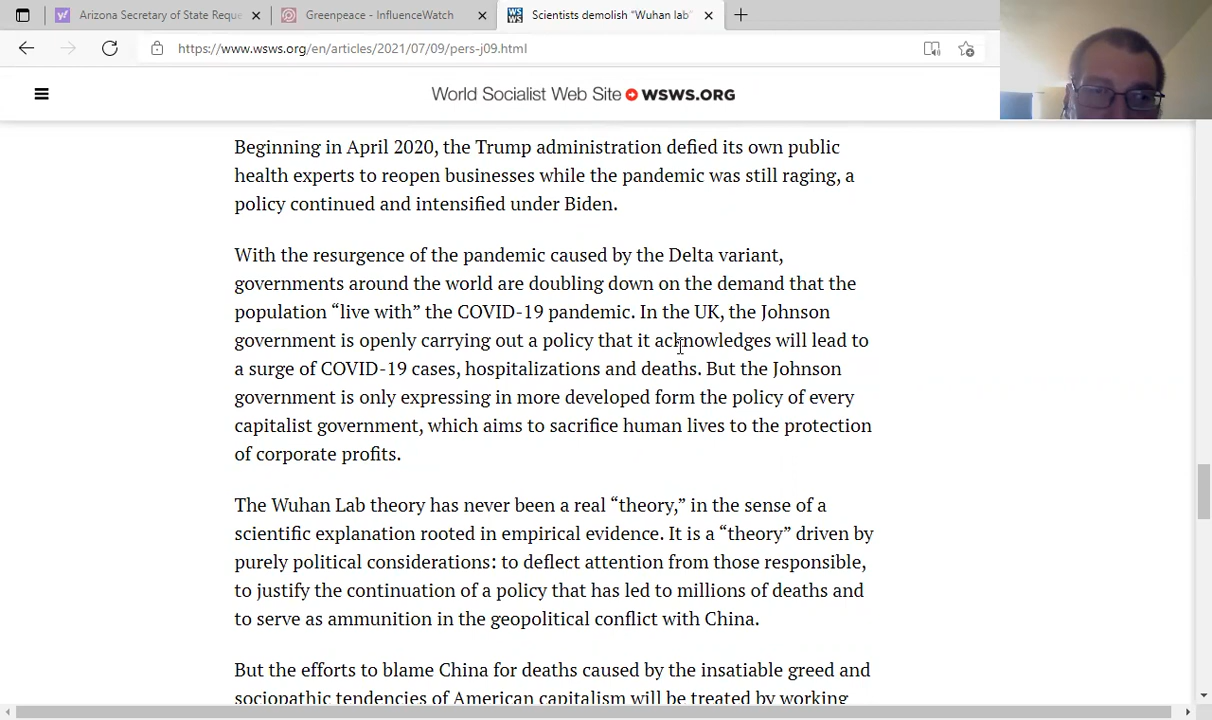 Arizona Secretary of State Reque
Greenpeace - InfluenceWatch
Scientists demolish “Wuhan lab”
https://www.wsws.org/en/articles/2021/07/09/pers-j09.html
World Socialist Web Site WSWS.ORG
Beginning in April 2020, the Trump administration defied its own public
health experts to reopen businesses while the pandemic was still raging, a
policy continued and intensified under Biden.
With the resurgence of the pandemic caused by the Delta variant,
governments around the world are doubling down on the demand that the
population “live with” the COVID-19 pandemic. In the UK, the Johnson
government is openly carrying out a policy that it acknowledges will lead to
a surge of COVID-19 cases, hospitalizations and deaths. But the Johnson
government is only expressing in more developed form the policy of every
capitalist government, which aims to sacrifice human lives to the protection
of corporate profits.
The Wuhan Lab theory has never been a real “theory,” in the sense of a
scientific explanation rooted in empirical evidence. It is a “theory” driven by
purely political considerations: to deflect attention from those responsible,
to justify the continuation of a policy that has led to millions of deaths and
to serve as ammunition in the geopolitical conflict with China.
But the efforts to blame China for deaths caused by the insatiable greed and
sociopathic tendencies of American capitalism will be treated by working